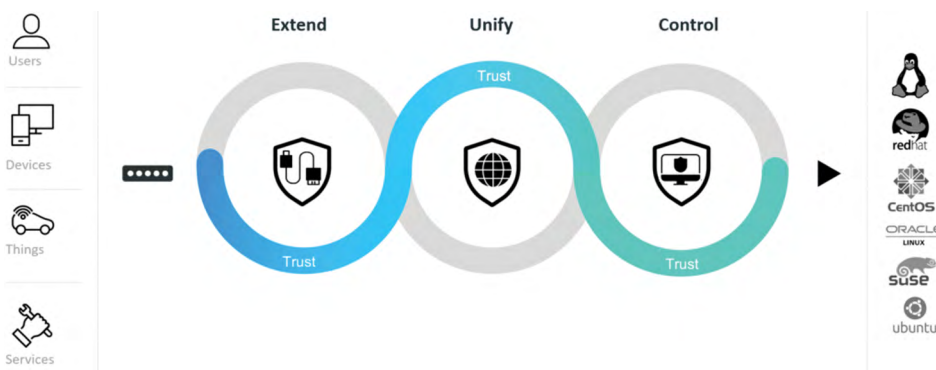 Extend
Unify
Control
Users
Devices
Things
Services
Trust
Trust
Trust
redhat
CentOS
ORACLE
LINUX
suse
ubuntu